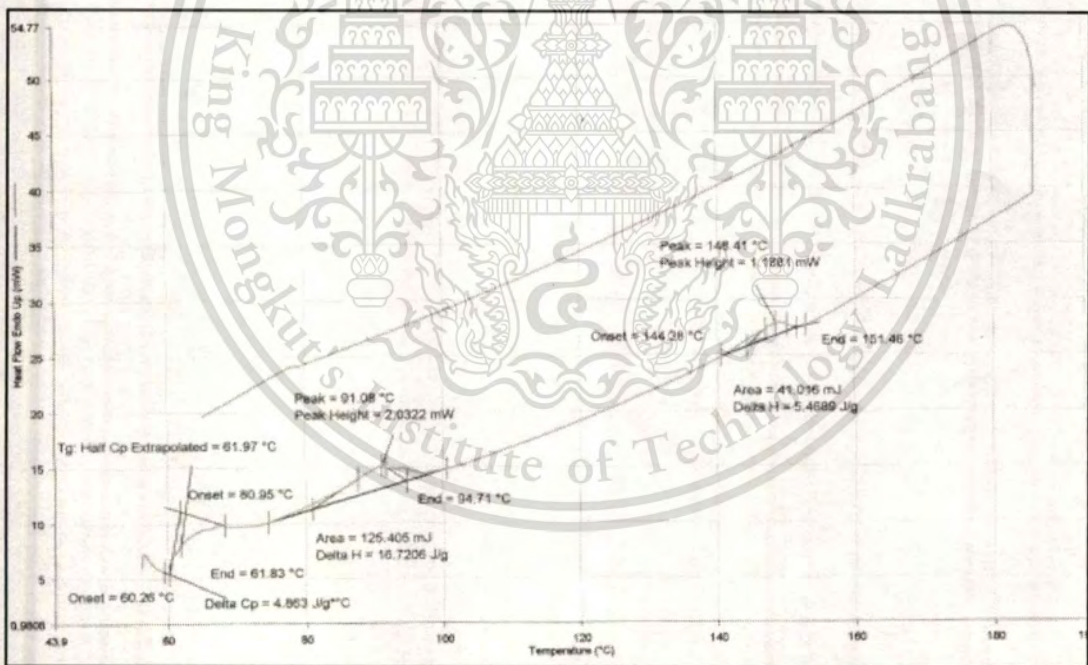 54.77
50
45
40
35
30
25
20
15
10
5
0.9806
Heat Flow Endo Up (mW)
43.9
60
80
100
120
140
160
180
Temperature (°C)
King Mongkut's Institute of Technology Ladkrabang
Peak = 148.41 °C
Peak Height = 1.1881 mW
Onset = 144.28 °C
End = 151.46 °C
Area = 41.016 mJ
Delta H = 5.4689 J/g
Peak = 91.08 °C
Peak Height = 2.0322 mW
Tg: Half Cp Extrapolated = 61.97 °C
Onset = 80.95 °C
End = 94.71 °C
Area = 125.405 mJ
Delta H = 16.7206 J/g
End = 61.83 °C
Onset = 60.26 °C
Delta Cp = 4.863 J/g*°C